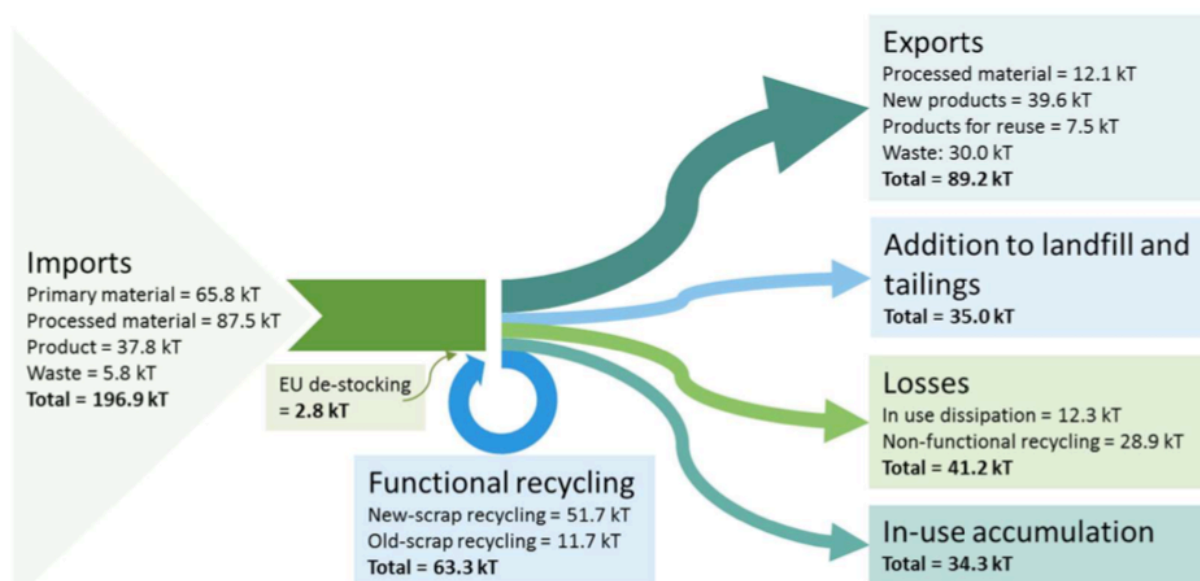 Imports
Primary material = 65.8 kT
Processed material = 87.5 kT
Product = 37.8 kT
Waste = 5.8 kT
Total = 196.9 kT
EU de-stocking
= 2.8 kT
Functional recycling
New-scrap recycling = 51.7 kT
Old-scrap recycling = 11.7 kT
Total = 63.3 kT
Exports
Processed material = 12.1 kT
New products = 39.6 kT
Products for reuse = 7.5 kT
Waste: 30.0 kT
Total = 89.2 kT
Addition to landfill and
tailings
Total = 35.0 kT
Losses
In use dissipation = 12.3 kT
Non-functional recycling = 28.9 kT
Total = 41.2 kT
In-use accumulation
Total = 34.3 kT